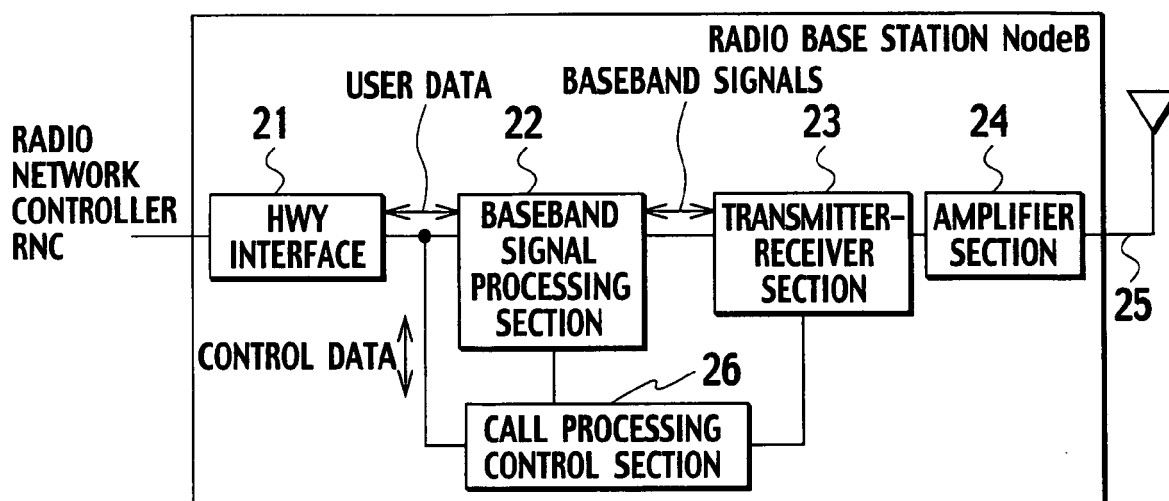 RADIO BASE STATION NodeB
USER DATA
BASEBAND SIGNALS
21
22
23
24
RADIO
NETWORK
CONTROLLER
RNC
HWY
INTERFACE
BASEBAND
SIGNAL
PROCESSING
SECTION
TRANSMITTER–
RECEIVER
SECTION
AMPLIFIER
SECTION
25
CONTROL DATA
26
CALL PROCESSING
CONTROL SECTION